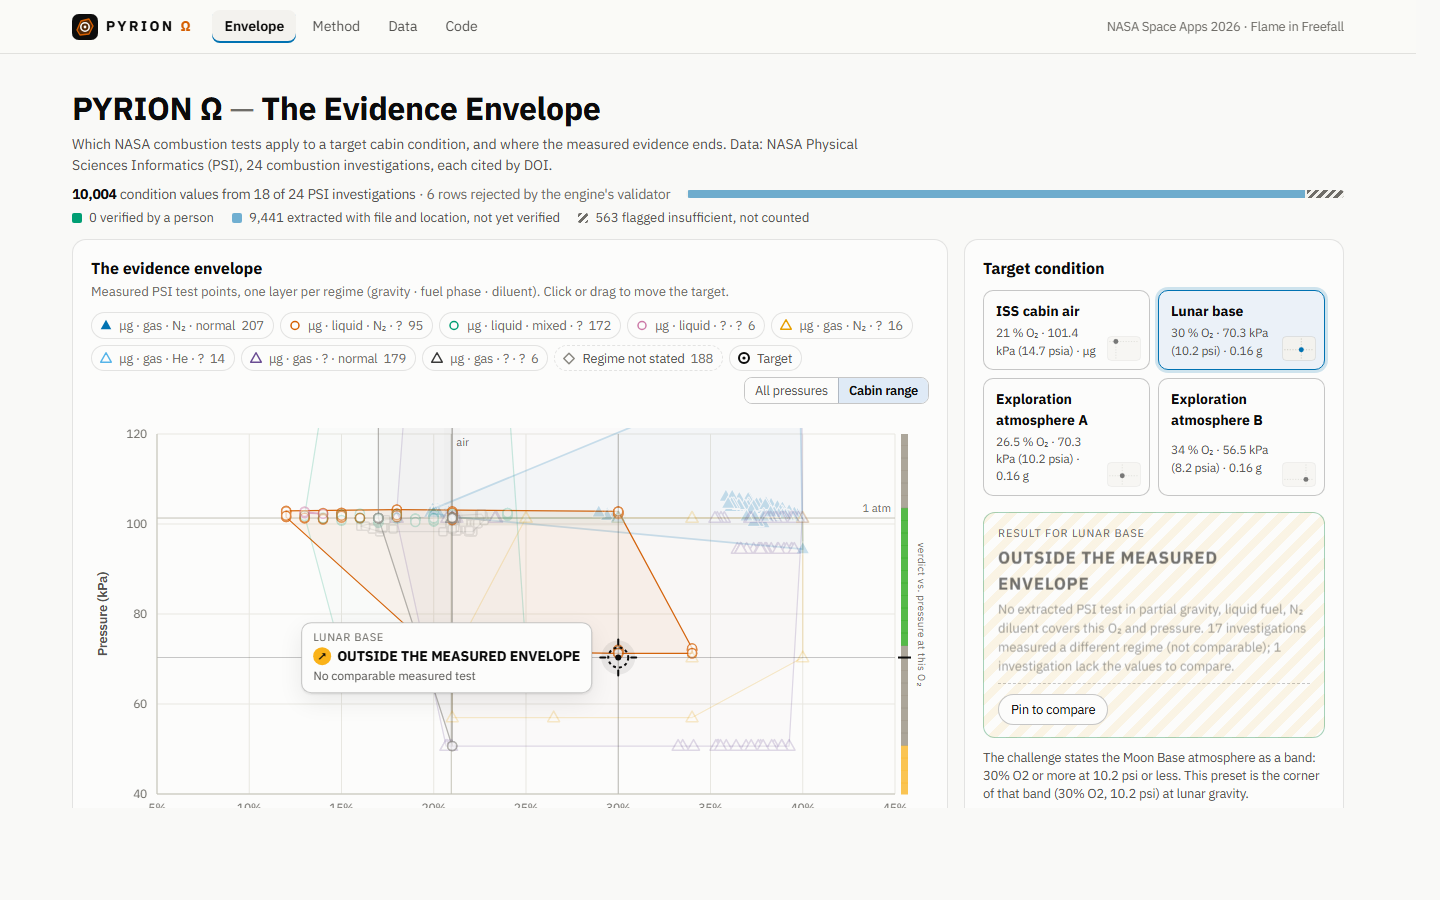 PYRION Ω
Envelope
Method
Data
Code
NASA Space Apps 2026 · Flame in Freefall
PYRION Ω — The Evidence Envelope
Which NASA combustion tests apply to a target cabin condition, and where the measured evidence ends. Data: NASA Physical
Sciences Informatics (PSI), 24 combustion investigations, each cited by DOI.
10,004 condition values from 18 of 24 PSI investigations · 6 rows rejected by the engine's validator
0 verified by a person
9,441 extracted with file and location, not yet verified
563 flagged insufficient, not counted
The evidence envelope
Measured PSI test points, one layer per regime (gravity · fuel phase · diluent). Click or drag to move the target.
µg · gas · N₂ · normal 207
µg · liquid · N₂ · ? 95
µg · liquid · mixed · ? 172
µg · liquid · ? · ? 6
µg · gas · N₂ · ? 16
µg · gas · He · ? 14
µg · gas · ? · normal 179
µg · gas · ? · ? 6
Regime not stated 188
Target
All pressures
Cabin range
120
100
80
60
40
Pressure (kPa)
air
1 atm
verdict vs. pressure at this O₂
LUNAR BASE
OUTSIDE THE MEASURED ENVELOPE
No comparable measured test
5%
10%
15%
20%
25%
30%
35%
40%
45%
Target condition
ISS cabin air
21 % O₂ · 101.4
kPa (14.7 psia) · µg
Lunar base
30 % O₂ · 70.3 kPa
(10.2 psi) · 0.16 g
Exploration
atmosphere A
26.5 % O₂ · 70.3
kPa (10.2 psia) ·
0.16 g
Exploration
atmosphere B
34 % O₂ · 56.5 kPa
(8.2 psia) · 0.16 g
RESULT FOR LUNAR BASE
OUTSIDE THE MEASURED
ENVELOPE
No extracted PSI test in partial gravity, liquid fuel, N₂
diluent covers this O₂ and pressure. 17 investigations
measured a different regime (not comparable); 1
investigation lack the values to compare.
Pin to compare
The challenge states the Moon Base atmosphere as a band:
30% O2 or more at 10.2 psi or less. This preset is the corner
of that band (30% O2, 10.2 psi) at lunar gravity.